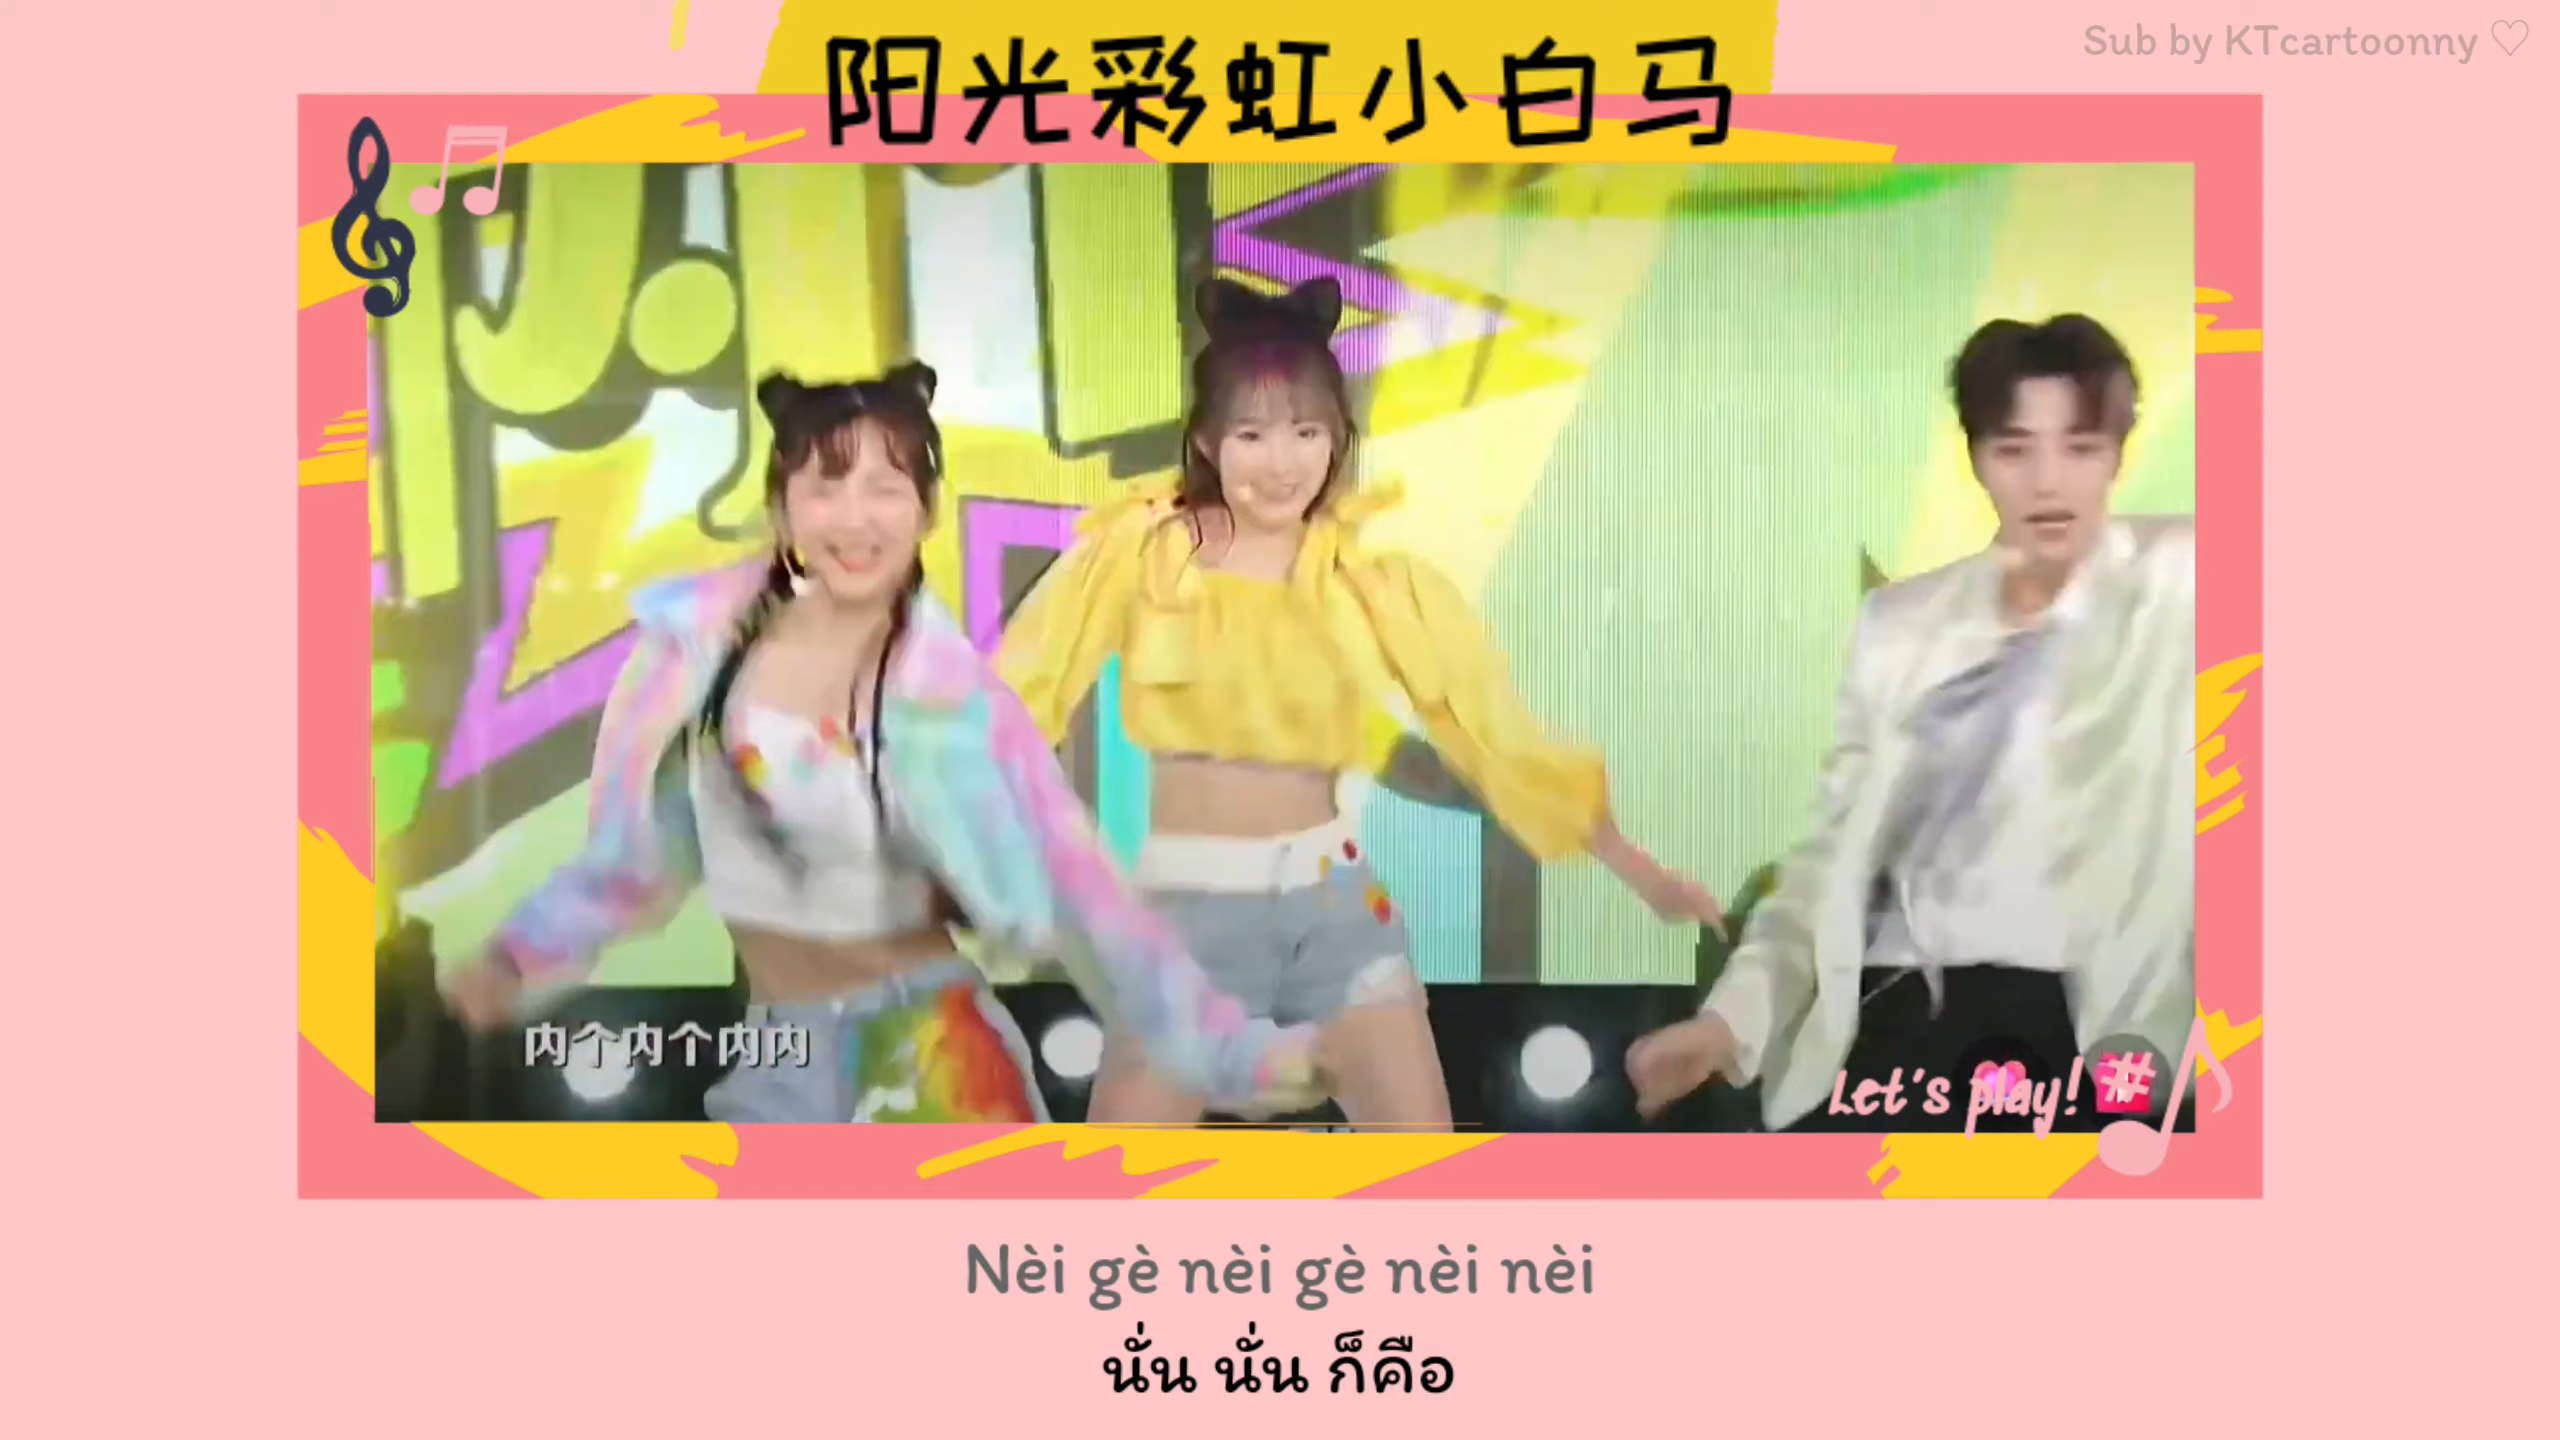 Sub by KTcartoonny ♡
阳光彩虹小白马
内个内个内内
Let's play!
Nèi gè nèi gè nèi nèi
นั่น นั่น ก็คือ